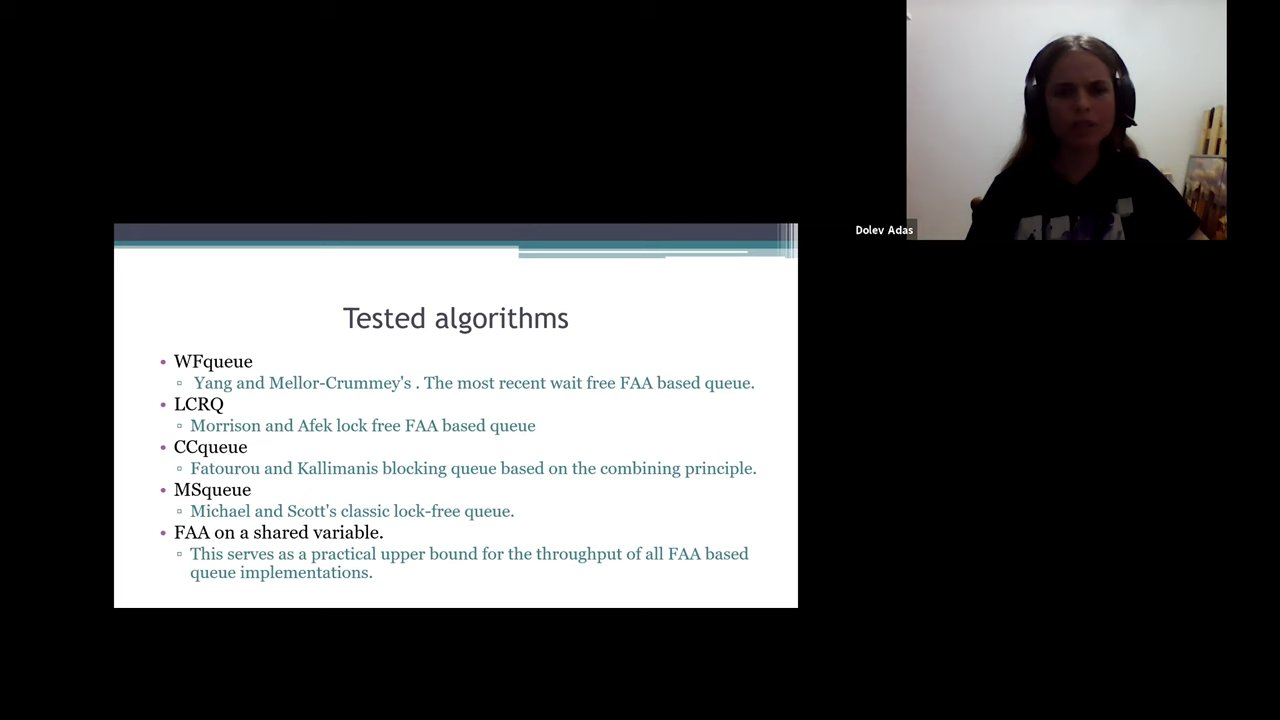 Dolev Adas
Tested algorithms
• WFqueue
▫ Yang and Mellor-Crummey's . The most recent wait free FAA based queue.
• LCRQ
▫ Morrison and Afek lock free FAA based queue
• CCqueue
▫ Fatourou and Kallimanis blocking queue based on the combining principle.
• MSqueue
▫ Michael and Scott's classic lock-free queue.
• FAA on a shared variable.
▫ This serves as a practical upper bound for the throughput of all FAA based
queue implementations.